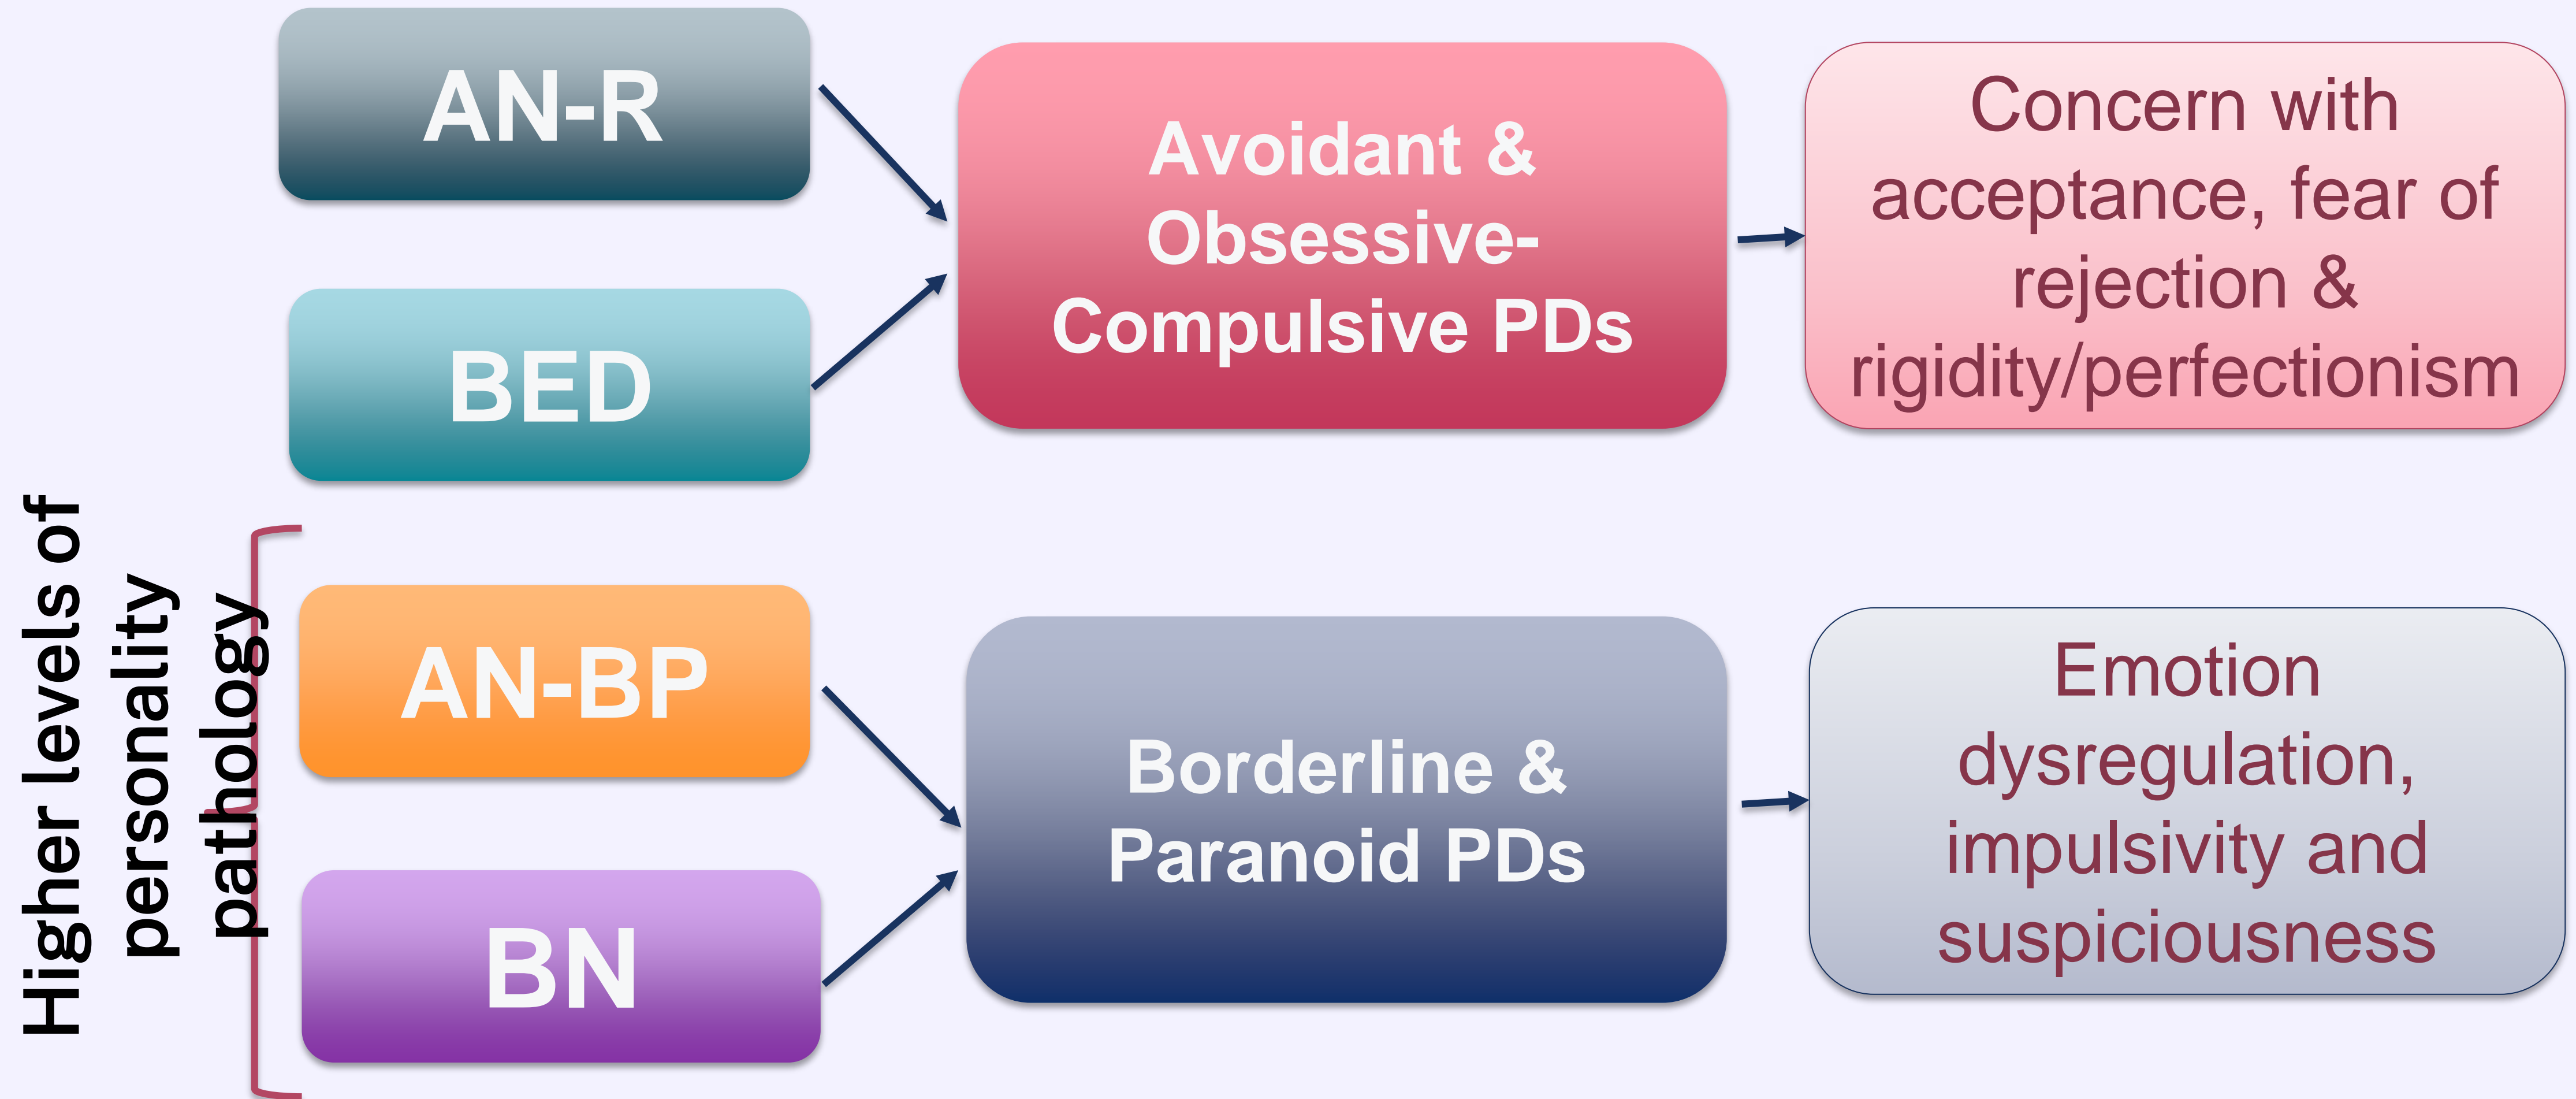 AN-R
BED
Avoidant &
Obsessive-
Compulsive PDs
Concern with
acceptance, fear of
rejection &
rigidity/perfectionism
Higher levels of
personality
pathology
AN-BP
BN
Borderline &
Paranoid PDs
Emotion
dysregulation,
impulsivity and
suspiciousness